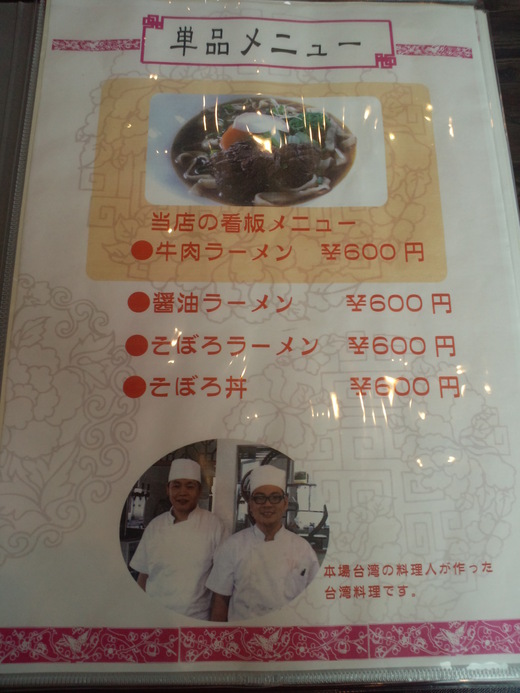 単品メニュー
当店の看板メニュー
●牛肉ラーメン ¥600円
●醤油ラーメン ¥600円
●そぼろラーメン ¥600円
●そぼろ丼 ¥600円
本場台湾の料理人が作った
台湾料理です。